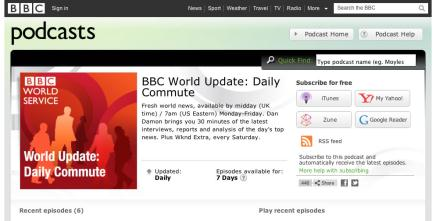 BBC Sign in News Sport Weather Travel TV Radio More Search the BBC
podcasts
Podcast Home Podcast Help
Quick Find: Type podcast name (eg. Moyles
BBC
WORLD
SERVICE
World Update:
Daily Commute
BBC World Update: Daily
Commute
Fresh world news, available by midday (UK
time) / 7am (US Eastern) Monday-Friday. Dan
Damon brings you 30 minutes of the latest
interviews, reports and analysis of the day's top
news. Plus Wknd Extra, every Saturday.
Updated:
Daily
Episodes available for:
7 Days ?
Subscribe for free
iTunes
Y! My Yahoo!
Zune
G Google Reader
RSS feed
Subscribe to this podcast and
automatically receive the latest episodes.
More help with subscribing
440 Share f
Recent episodes (6)
Play recent episodes